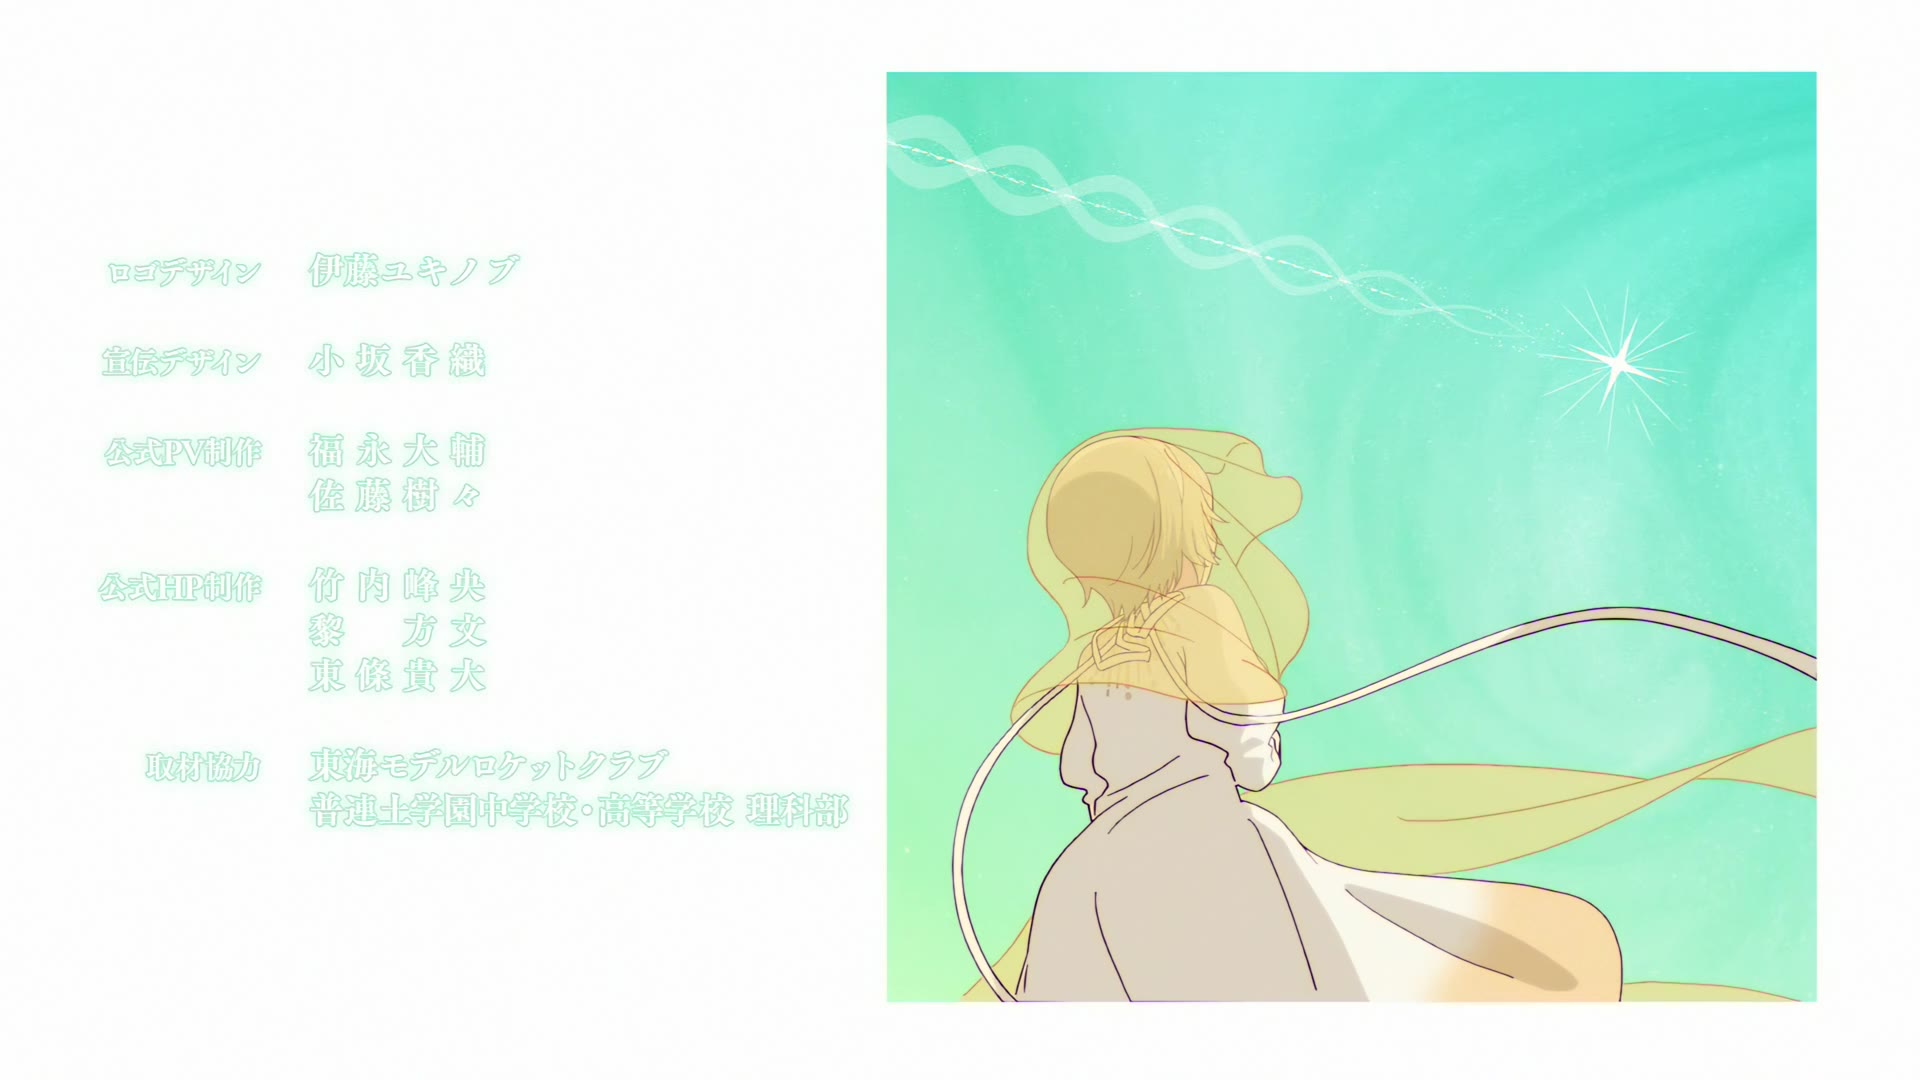 ロゴデザイン 伊藤ユキノブ
宣伝デザイン 小坂香織
公式PV制作 福永大輔
佐藤樹々
公式HP制作 竹内峰央
黎 方文
東條貴大
取材協力 東海モデルロケットクラブ
普連土学園中学校・高等学校 理科部